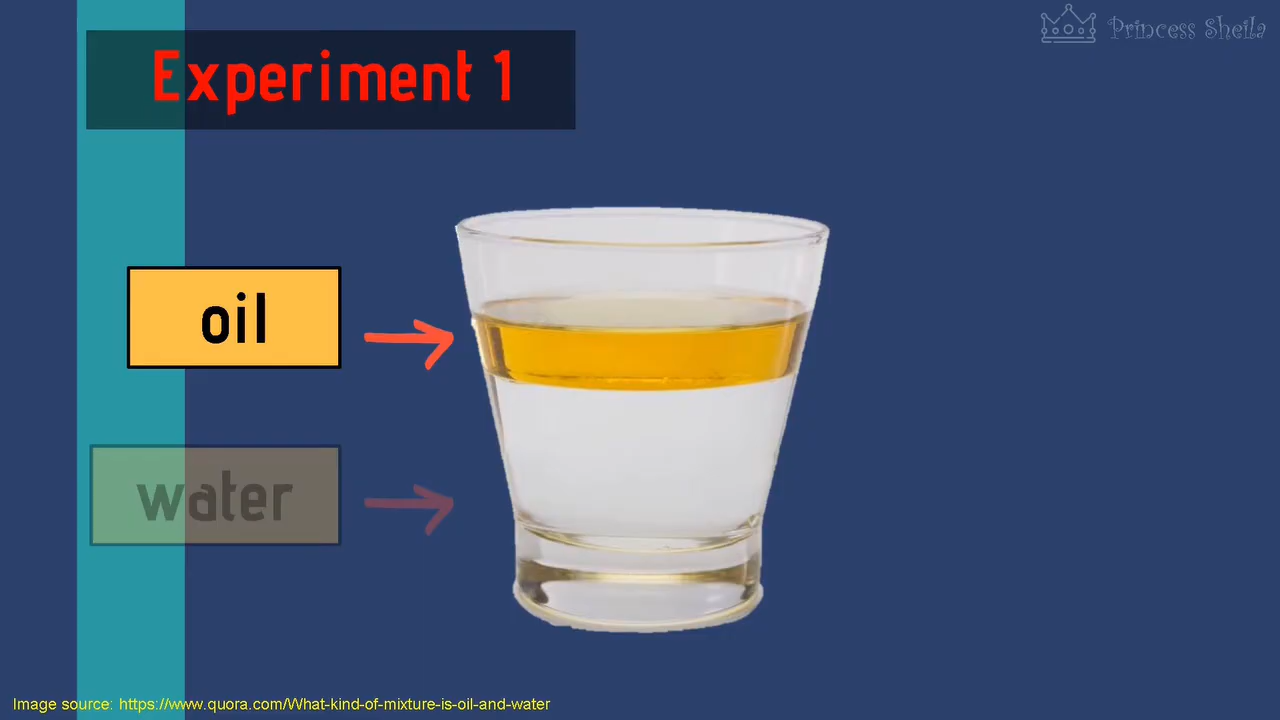 Princess Sheila
Experiment 1
oil
water
Image source: https://www.quora.com/What-kind-of-mixture-is-oil-and-water